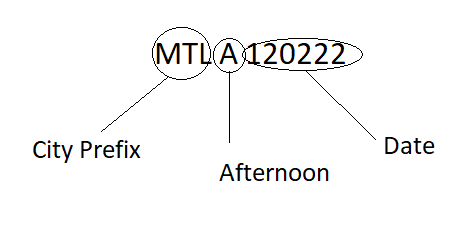 MTL A 120222
City Prefix
Afternoon
Date